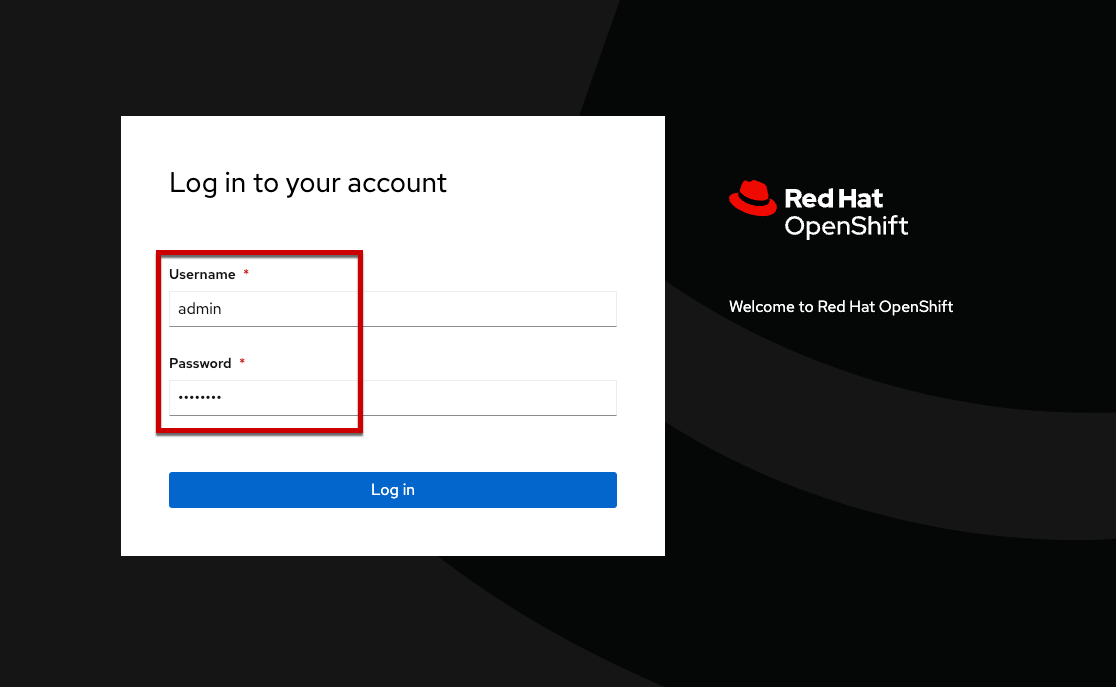 Log in to your account
Username *
admin
Password *
••••••••
Log in
Red Hat
OpenShift
Welcome to Red Hat OpenShift